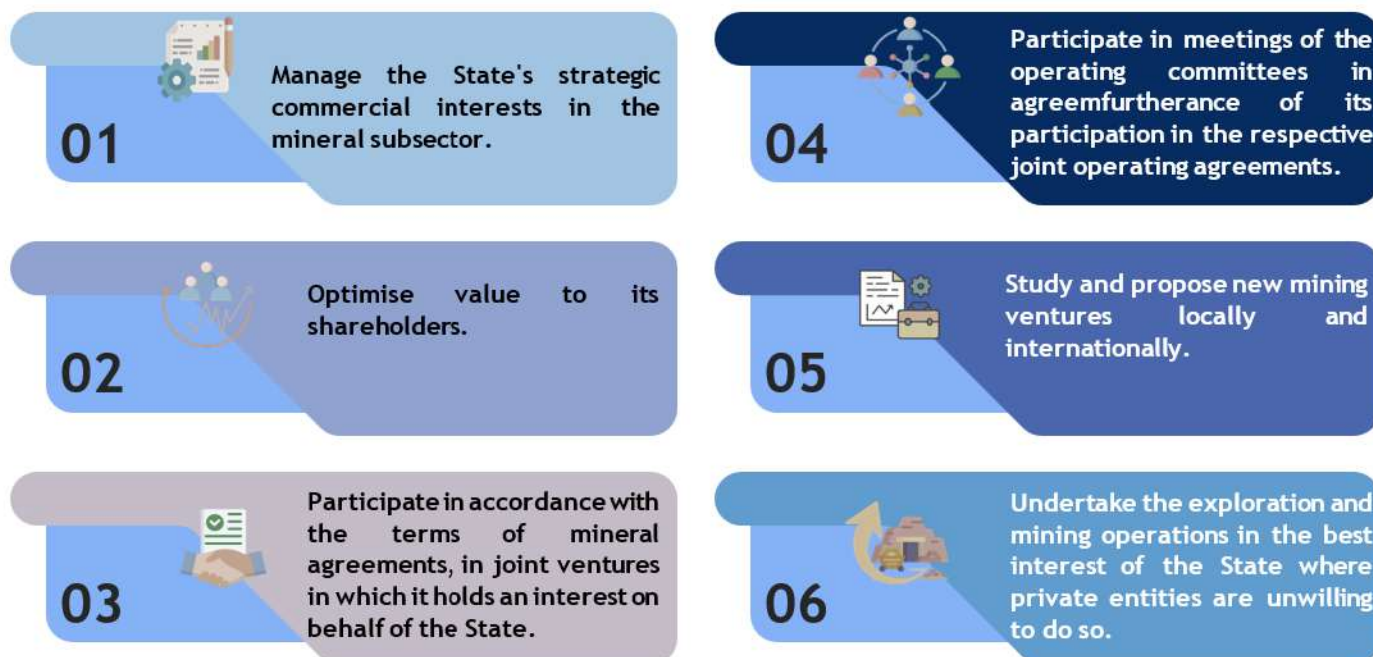 01
Manage the State's strategic
commercial interests in the
mineral subsector.
02
Optimise value to its
shareholders.
03
Participate in accordance with
the terms of mineral
agreements, in joint ventures
in which it holds an interest on
behalf of the State.
04
Participate in meetings of the
operating committees in
agreemfurtherance of its
participation in the respective
joint operating agreements.
05
Study and propose new mining
ventures locally and
internationally.
06
Undertake the exploration and
mining operations in the best
interest of the State where
private entities are unwilling
to do so.